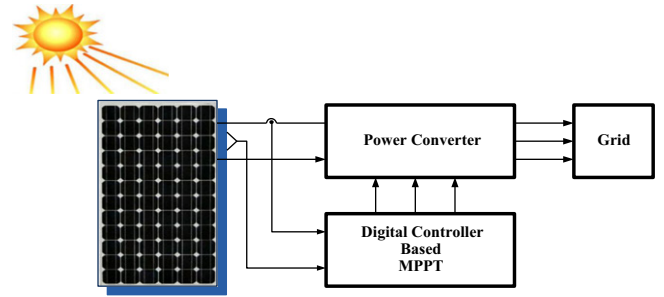 Power Converter
Grid
Digital Controller
Based
MPPT